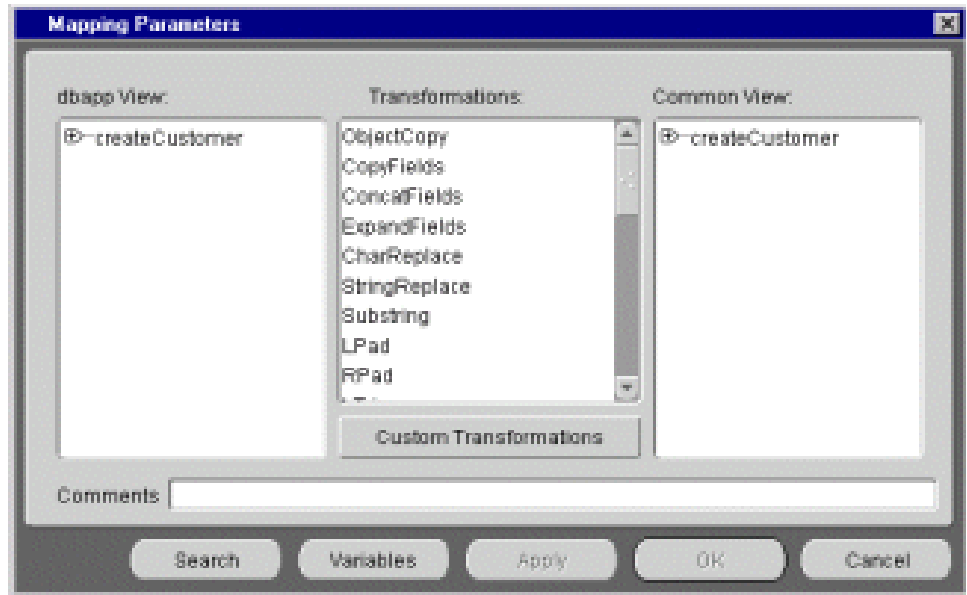 Mapping Parameters
dbapp View:
Transformations:
Common View:
createCustomer
ObjectCopy
CopyFields
ConcatFields
ExpandFields
CharReplace
StringReplace
Substring
LPad
RPad
createCustomer
Custom Transformations
Comments
Search
Variables
Apply
OK
Cancel